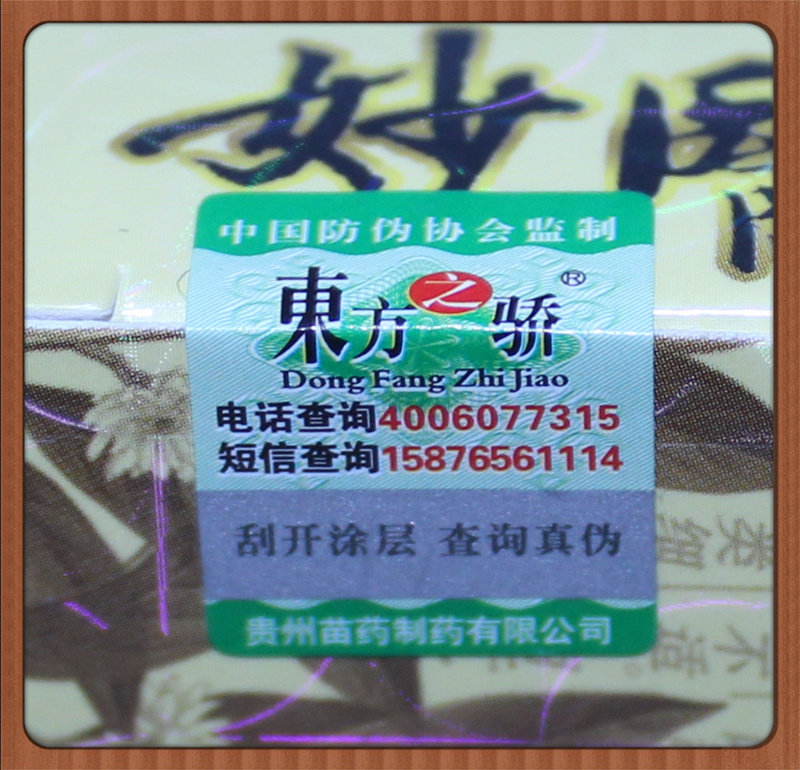 妙
中国防伪协会监制
東方之骄®
Dong Fang Zhi Jiao
电话查询4006077315
短信查询15876561114
刮开涂层 查询真伪
贵州苗药制药有限公司